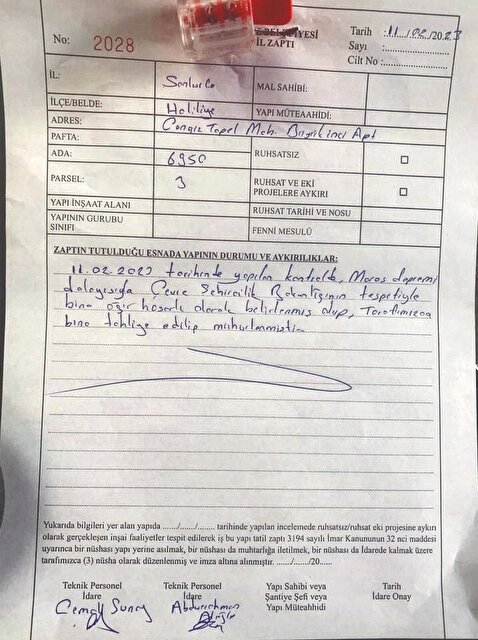 BELEDİYESİ
İL ZAPTI
No: 2028
Tarih :11/02/2023
Sayı :
Cilt No :
İL: Şanlıurfa
MAL SAHİBİ:
İLÇE/BELDE: Haliliye
YAPI MÜTEAAHİDİ:
ADRES: Cengiz Topel Mah. Apt
PAFTA:
ADA: 6950
RUHSATSIZ
PARSEL: 3
RUHSAT VE EKİ
PROJELERE AYKIRI
YAPI İNŞAAT ALANI
RUHSAT TARİHİ VE NOSU
YAPININ GURUBU
SINIFI
FENNİ MESULÜ
ZAPTIN TUTULDUĞU ESNADA YAPININ DURUMU VE AYKIRILIKLAR:
11.02.2023 tarihinde yapılan kontrolde, Maraş depremi
dolayısıyla Çevre Şehircilik Bakanlığının tespitiyle
bina ağır hasarlı olarak belirlenmiş olup, Tarafımızca
bina tahliye edilip mühürlenmiştir.
Yukarıda bilgileri yer alan yapıda ....../....../........ tarihinde yapılan incelemede ruhsatsız/ruhsat eki projesine aykırı
olarak gerçekleşen inşai faaliyetler tespit edilerek iş bu yapı tatil zaptı 3194 sayılı İmar Kanununun 32 nci maddesi
uyarınca bir nüshası yapı yerine asılmak, bir nüshası da muhtarlığa iletilmek, bir nüshası da İdarede kalmak üzere
tarafımızca (3) nüsha olarak düzenlenmiş ve imza altına alınmıştır. ....../....../20......
Teknik Personel
İdare
Teknik Personel
İdare
Yapı Sahibi veya
Şantiye Şefi veya
Yapı Müteahhidi
Tarih
İdare Onay
Cemal Sunay
Abdurrahman